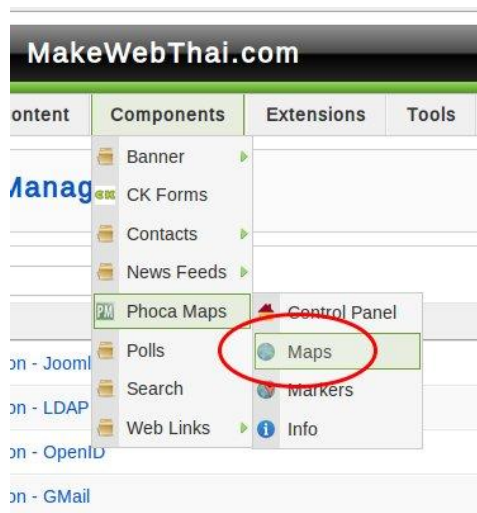 MakeWebThai.com
ontent Components Extensions Tools
Manag
Banner
CK Forms
Contacts
News Feeds
Phoca Maps
Polls
Search
Web Links
Control Panel
Maps
Markers
Info
on - Jooml
on - LDAP
on - OpenID
on - GMail